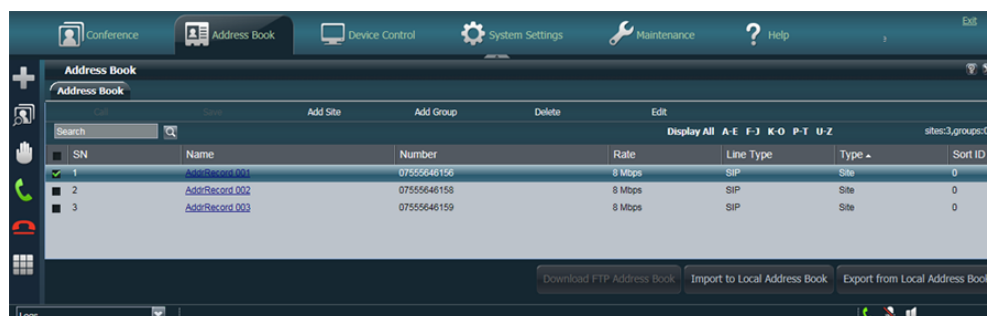 Exit
Conference Address Book Device Control System Settings Maintenance ? Help
Address Book
Address Book
Call Save Add Site Add Group Delete Edit
Search Display All A-E F-J K-O P-T U-Z sites:3,groups:0
SN Name Number Rate Line Type Type Sort ID
1 AddrRecord 001 07555646156 8 Mbps SIP Site 0
2 AddrRecord 002 07555646158 8 Mbps SIP Site 0
3 AddrRecord 003 07555646159 8 Mbps SIP Site 0
Download FTP Address Book Import to Local Address Book Export from Local Address Boo
Logs